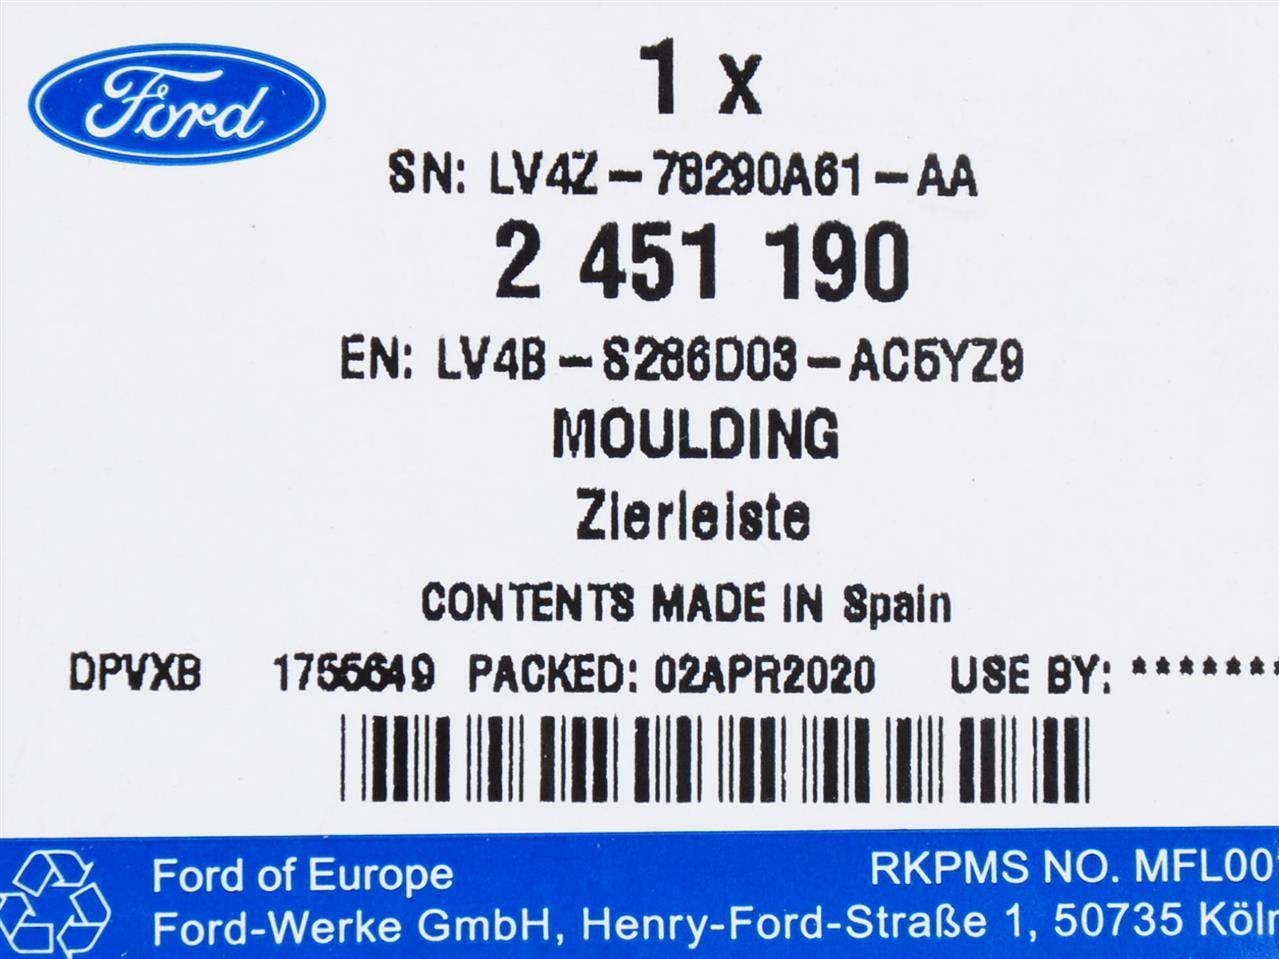 Ford
1 x
SN: LV4Z-78290A61-AA
2 451 190
EN: LV4B-S286D03-AC5YZ9
MOULDING
Zierleiste
CONTENTS MADE IN Spain
DPVXB 1755649 PACKED: 02APR2020 USE BY: *******
Ford of Europe RKPMS NO. MFL00
Ford-Werke GmbH, Henry-Ford-Straße 1, 50735 Köln